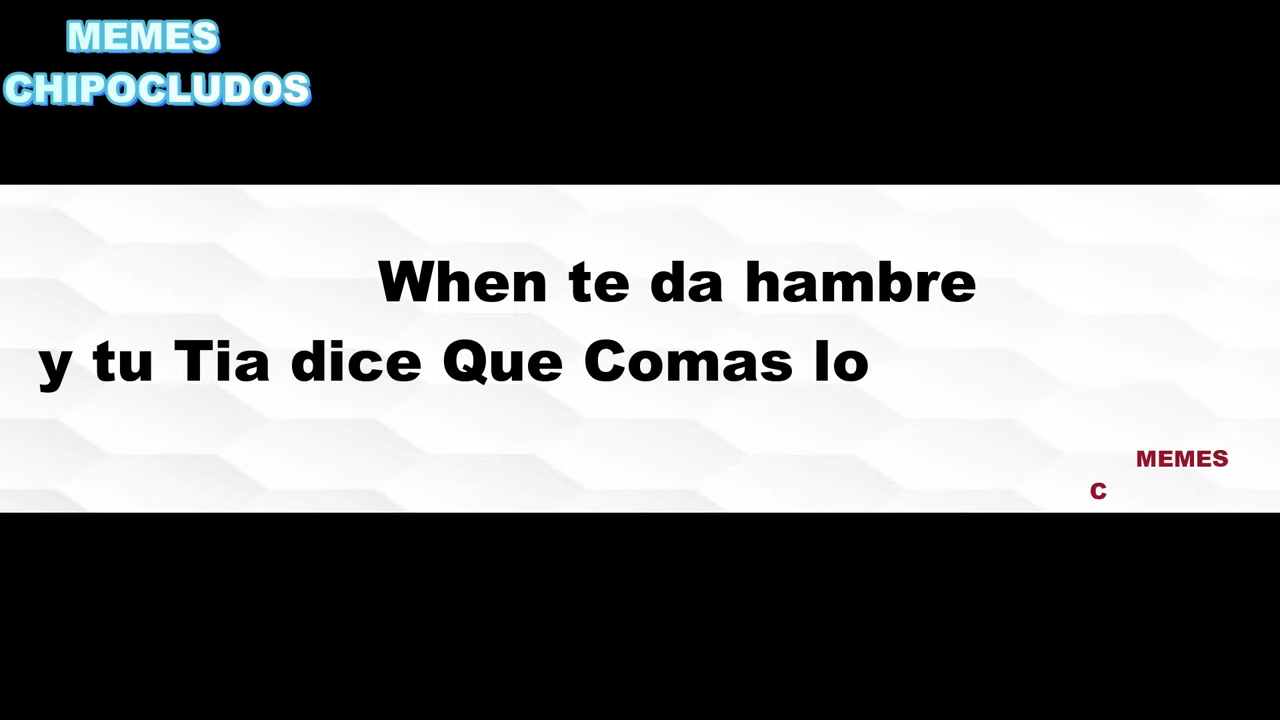 MEMES
CHIPOCLUDOS
When te da hambre
y tu Tia dice Que Comas lo
MEMES
C